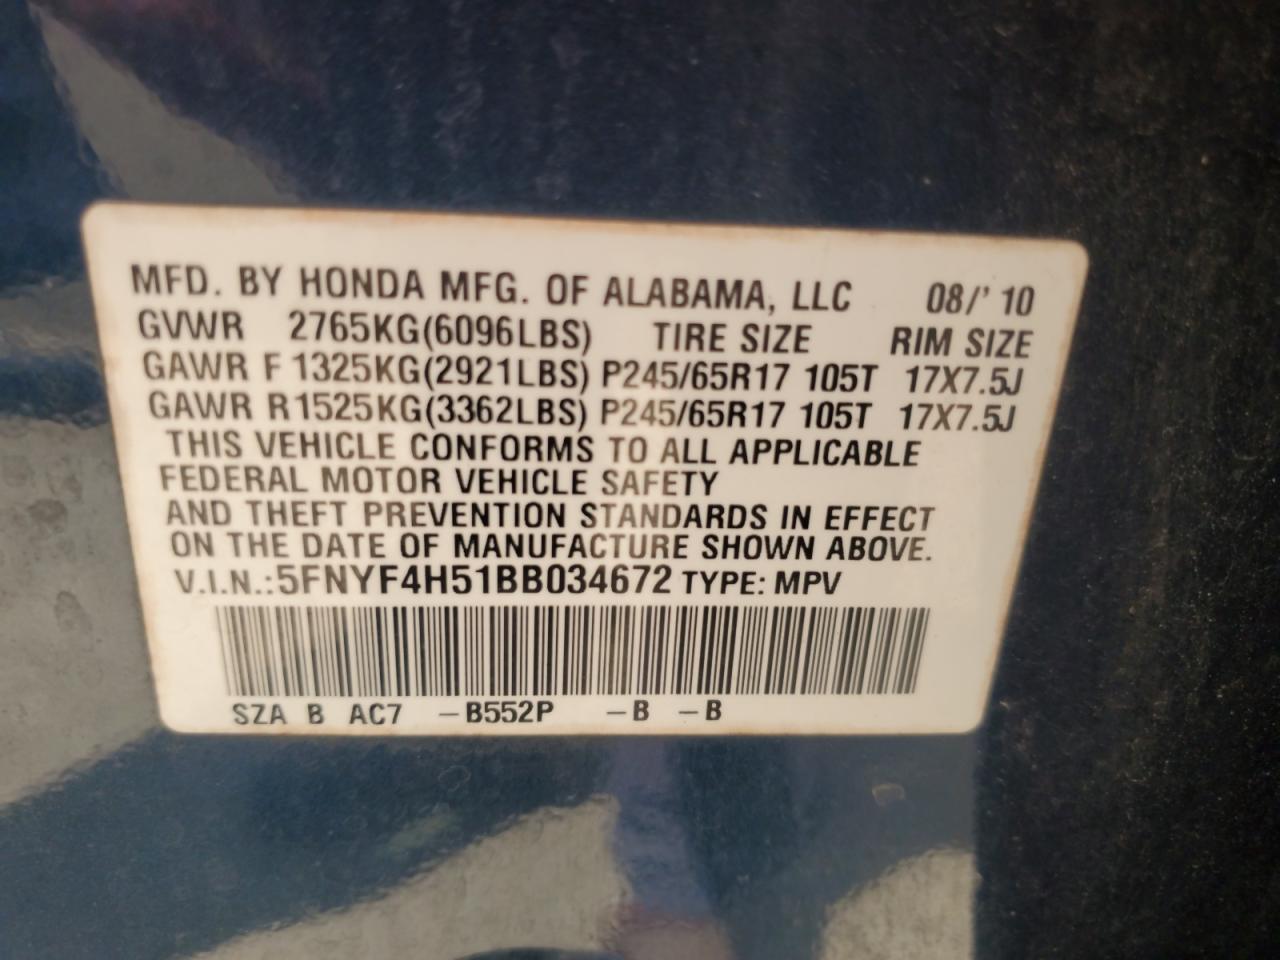 MFD. BY HONDA MFG. OF ALABAMA, LLC 08/'10
GVWR 2765KG(6096LBS) TIRE SIZE RIM SIZE
GAWR F 1325KG(2921LBS) P245/65R17 105T 17X7.5J
GAWR R 1525KG(3362LBS) P245/65R17 105T 17X7.5J
THIS VEHICLE CONFORMS TO ALL APPLICABLE
FEDERAL MOTOR VEHICLE SAFETY
AND THEFT PREVENTION STANDARDS IN EFFECT
ON THE DATE OF MANUFACTURE SHOWN ABOVE.
V.I.N.: 5FNYF4H51BB034672 TYPE: MPV
SZA B AC7 -B552P -B -B